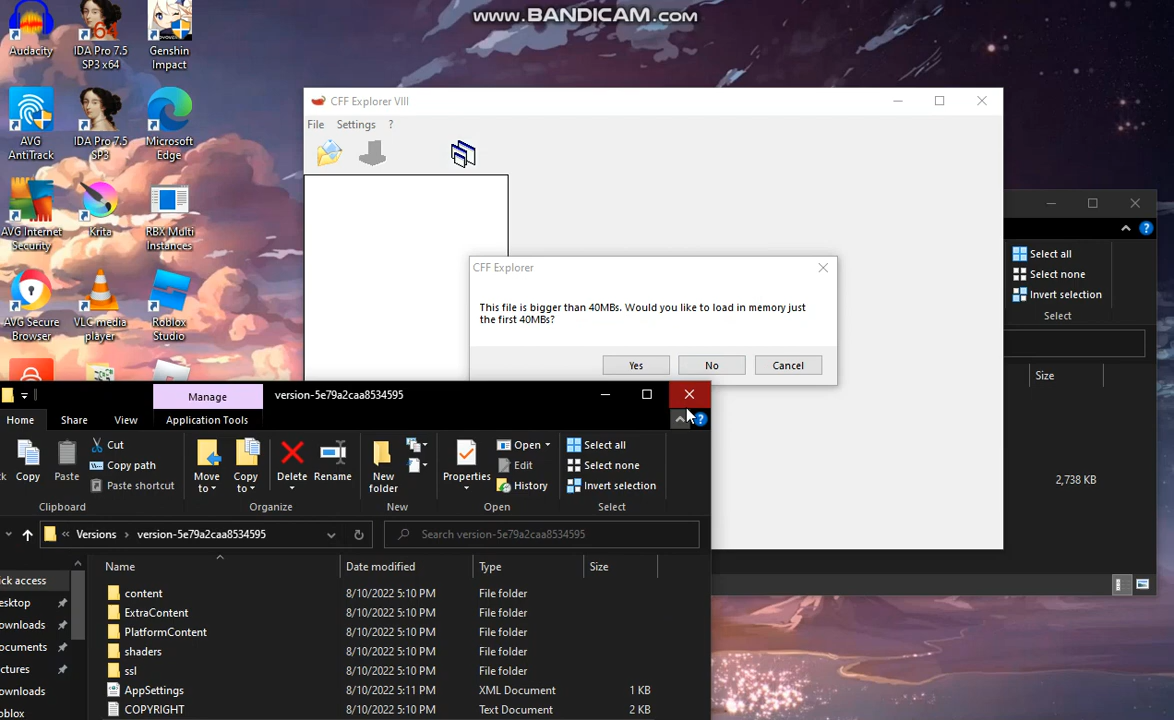 www.BANDICAM.com
Audacity
IDA Pro 7.5 SP3 x64
64
Genshin Impact
AVG AntiTrack
IDA Pro 7.5 SP3
Microsoft Edge
AVG Internet Security
Krita
RBX Multi Instances
AVG Secure Browser
VLC media player
Roblox Studio
CFF Explorer VIII
File Settings ?
CFF Explorer
This file is bigger than 40MBs. Would you like to load in memory just
the first 40MBs?
Yes No Cancel
Select all
Select none
Invert selection
Select
Size
2,738 KB
Manage version-5e79a2caa8534595
Home Share View Application Tools
Copy
Paste
Cut
Copy path
Paste shortcut
Clipboard
Move to
Copy to
Delete
Rename
Organize
New folder
New
Properties
Open
Edit
History
Open
Select all
Select none
Invert selection
Select
« Versions > version-5e79a2caa8534595
Search version-5e79a2caa8534595
Name Date modified Type Size
ick access
esktop
ownloads
ocuments
ctures
ownloads
oblox
content 8/10/2022 5:10 PM File folder
ExtraContent 8/10/2022 5:10 PM File folder
PlatformContent 8/10/2022 5:10 PM File folder
shaders 8/10/2022 5:10 PM File folder
ssl 8/10/2022 5:10 PM File folder
AppSettings 8/10/2022 5:11 PM XML Document 1 KB
COPYRIGHT 8/10/2022 5:10 PM Text Document 2 KB